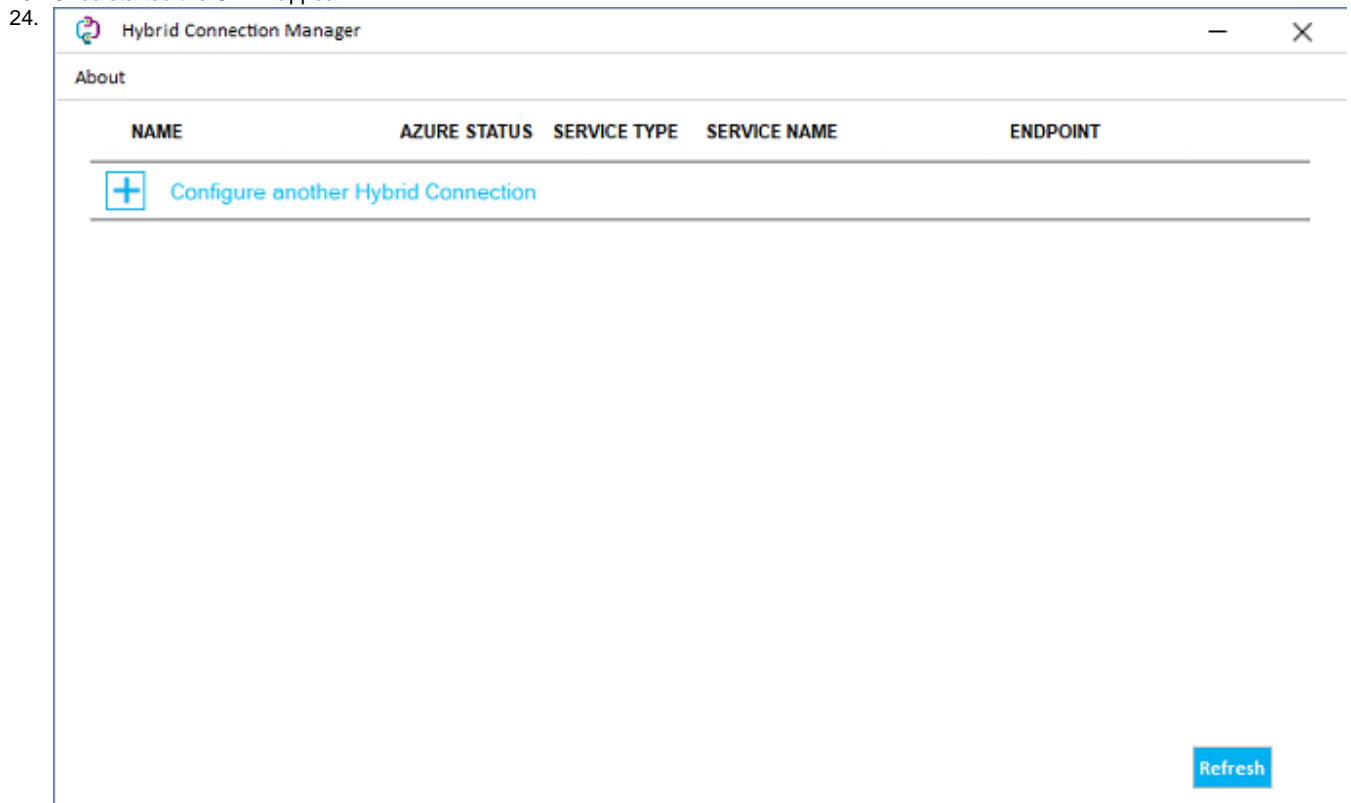 24.
Hybrid Connection Manager
About
NAME AZURE STATUS SERVICE TYPE SERVICE NAME ENDPOINT
Configure another Hybrid Connection
Refresh